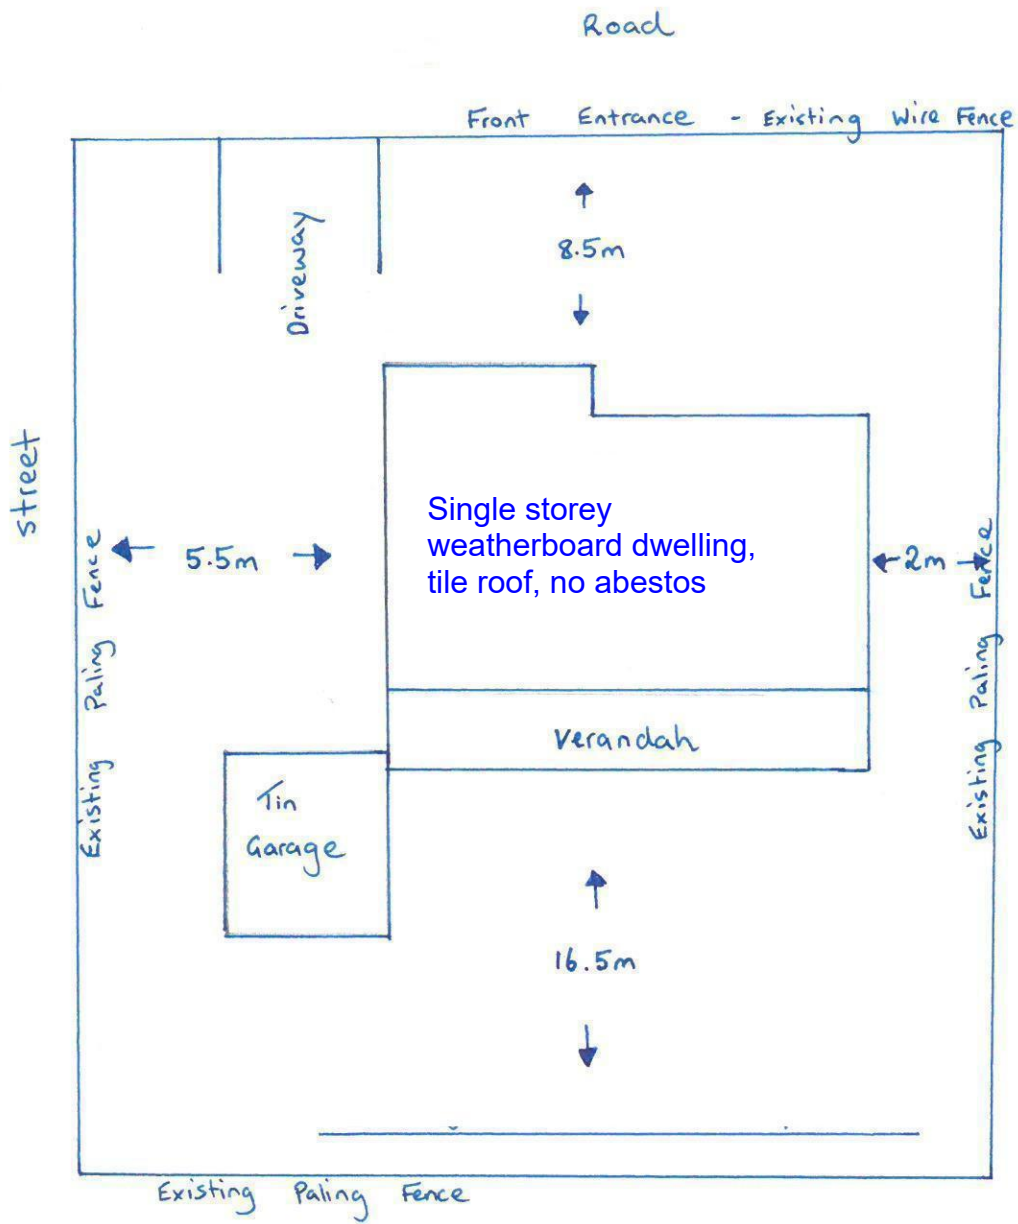 Road
Front Entrance - Existing Wire Fence
Driveway
8.5m
street
Single storey
weatherboard dwelling,
tile roof, no abestos
5.5m
2m
Existing Paling Fence
Existing Paling Fence
Verandah
Tin
Garage
16.5m
Existing Paling Fence